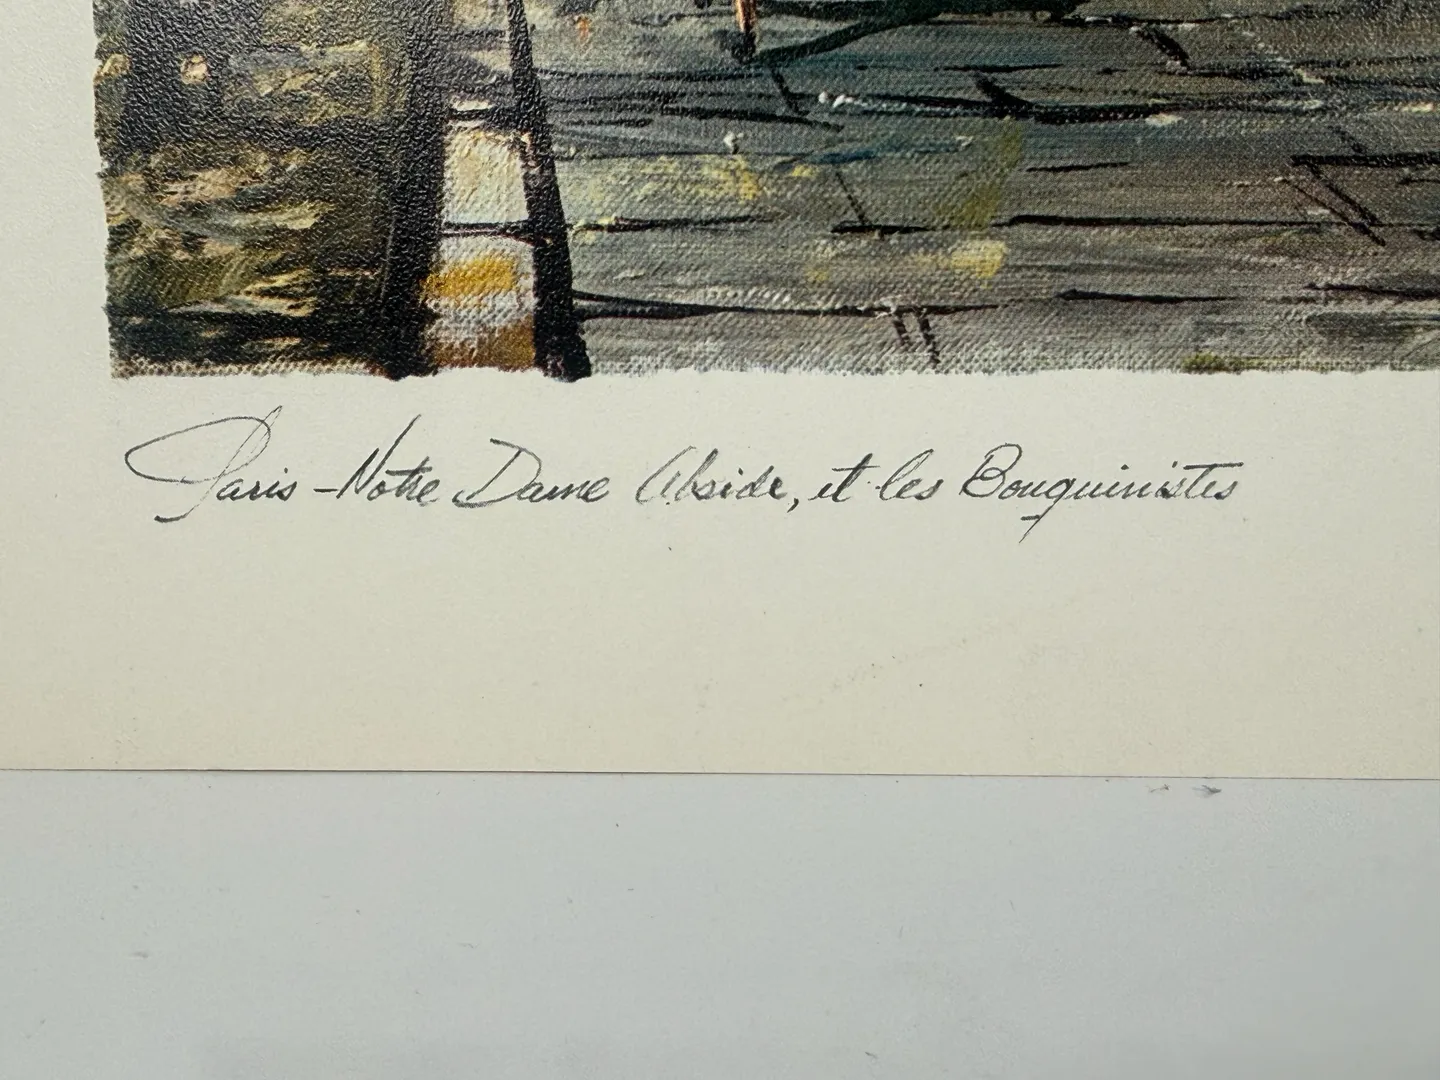 Paris - Notre Dame Abside, et les Bouquinistes